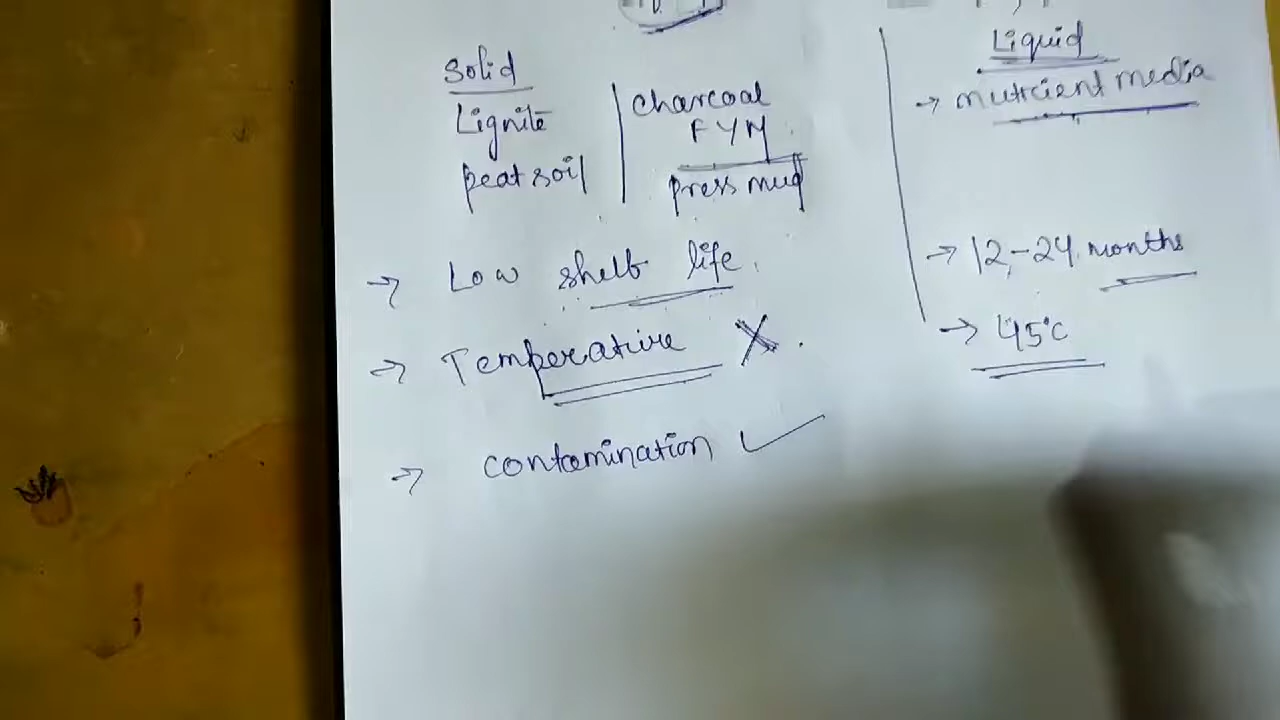 Solid
Lignite
peat soil
charcoal
FYM
press mud
→ Low shelf life.
→ Temperature X.
→ contamination ✓
Liquid
→ nutrient media
→ 12-24 months
→ 45°C